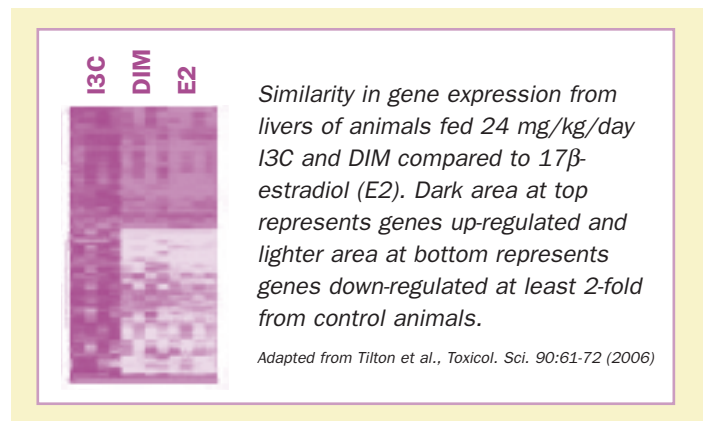 I3C DIM E2
Similarity in gene expression from
livers of animals fed 24 mg/kg/day
I3C and DIM compared to 17β-
estradiol (E2). Dark area at top
represents genes up-regulated and
lighter area at bottom represents
genes down-regulated at least 2-fold
from control animals.
Adapted from Tilton et al., Toxicol. Sci. 90:61-72 (2006)